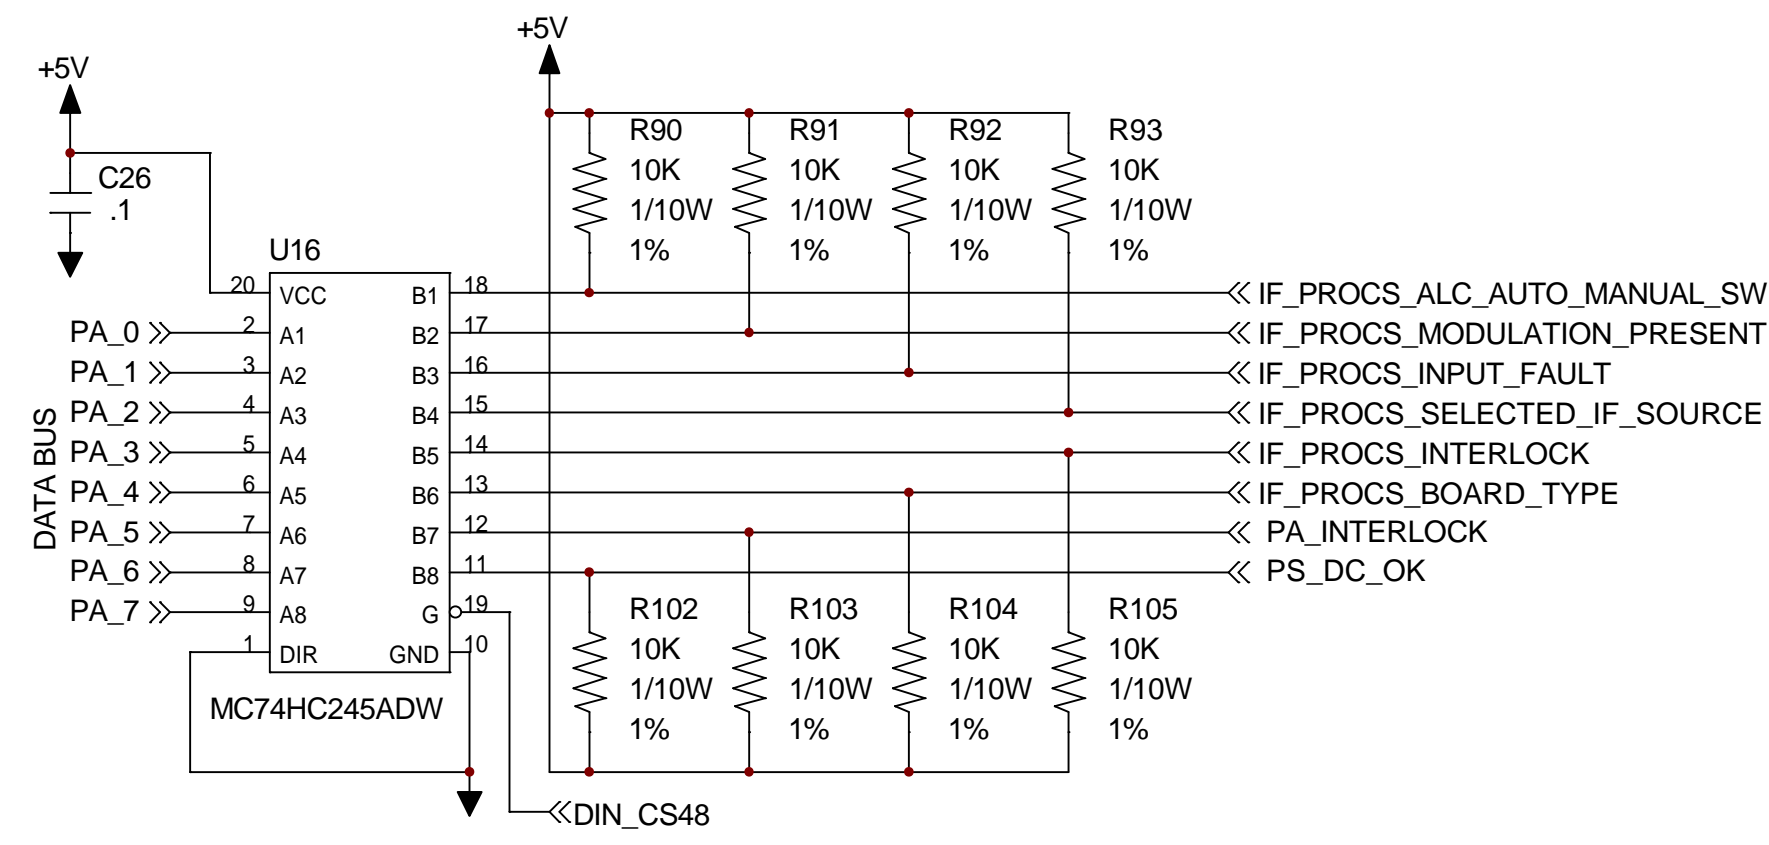 +5V
+5V
R90
10K
1/10W
1%
R91
10K
1/10W
1%
R92
10K
1/10W
1%
R93
10K
1/10W
1%
C26
.1
U16
20 VCC B1 18 IF_PROCS_ALC_AUTO_MANUAL_SW
PA_0 2 A1 B2 17 IF_PROCS_MODULATION_PRESENT
PA_1 3 A2 B3 16 IF_PROCS_INPUT_FAULT
PA_2 4 A3 B4 15 IF_PROCS_SELECTED_IF_SOURCE
PA_3 5 A4 B5 14 IF_PROCS_INTERLOCK
PA_4 6 A5 B6 13 IF_PROCS_BOARD_TYPE
PA_5 7 A6 B7 12 PA_INTERLOCK
PA_6 8 A7 B8 11 PS_DC_OK
PA_7 9 A8 G 19
1 DIR GND 10
DATA BUS
MC74HC245ADW
R102
10K
1/10W
1%
R103
10K
1/10W
1%
R104
10K
1/10W
1%
R105
10K
1/10W
1%
DIN_CS48